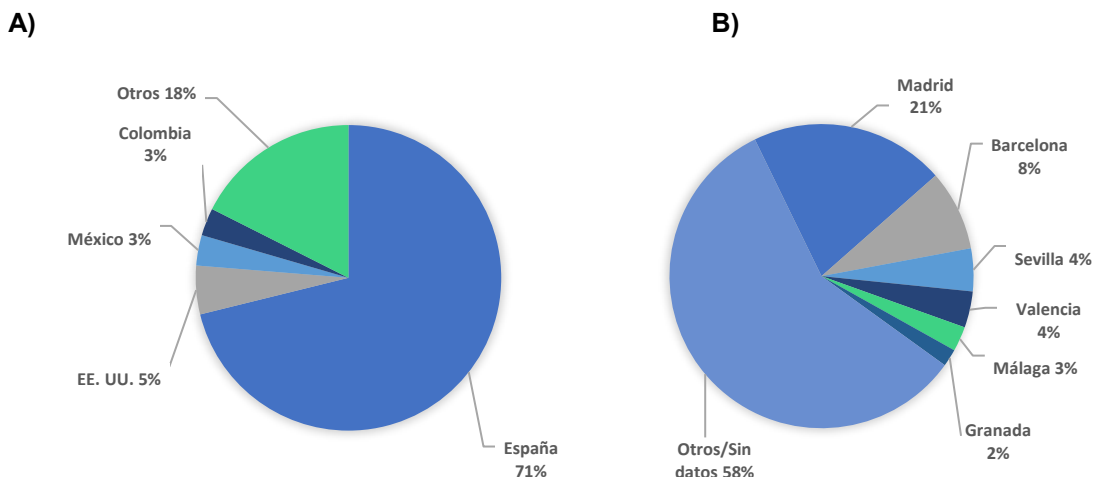 A)
Otros 18%
Colombia
3%
México 3%
EE. UU. 5%
España
71%
B)
Madrid
21%
Barcelona
8%
Sevilla 4%
Valencia
4%
Málaga 3%
Granada
2%
Otros/Sin
datos 58%